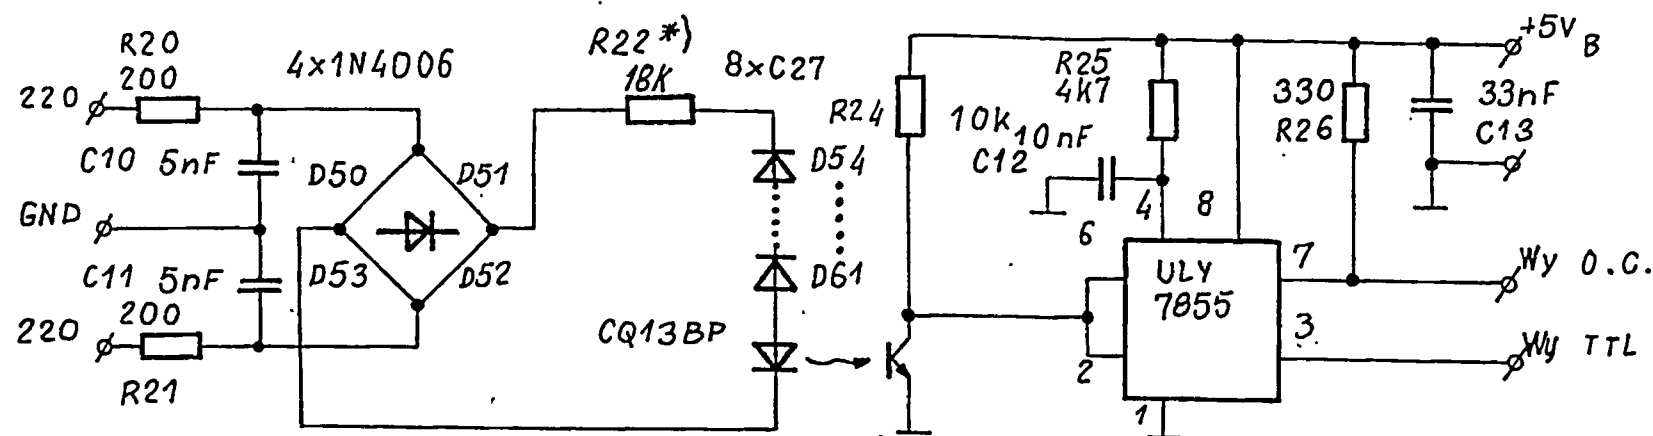 R20
200
220
C10 5nF
GND
C11 5nF
200
220
R21
4x1N4006
D50
D51
D53
D52
R22 *)
18K
8xC27
D54
D61
CQ13BP
R24
10k
10nF
C12
R25
4k7
6
4
8
2
1
ULY
7855
7
3
330
R26
33nF
C13
+5V B
Wy O.C.
Wy TTL